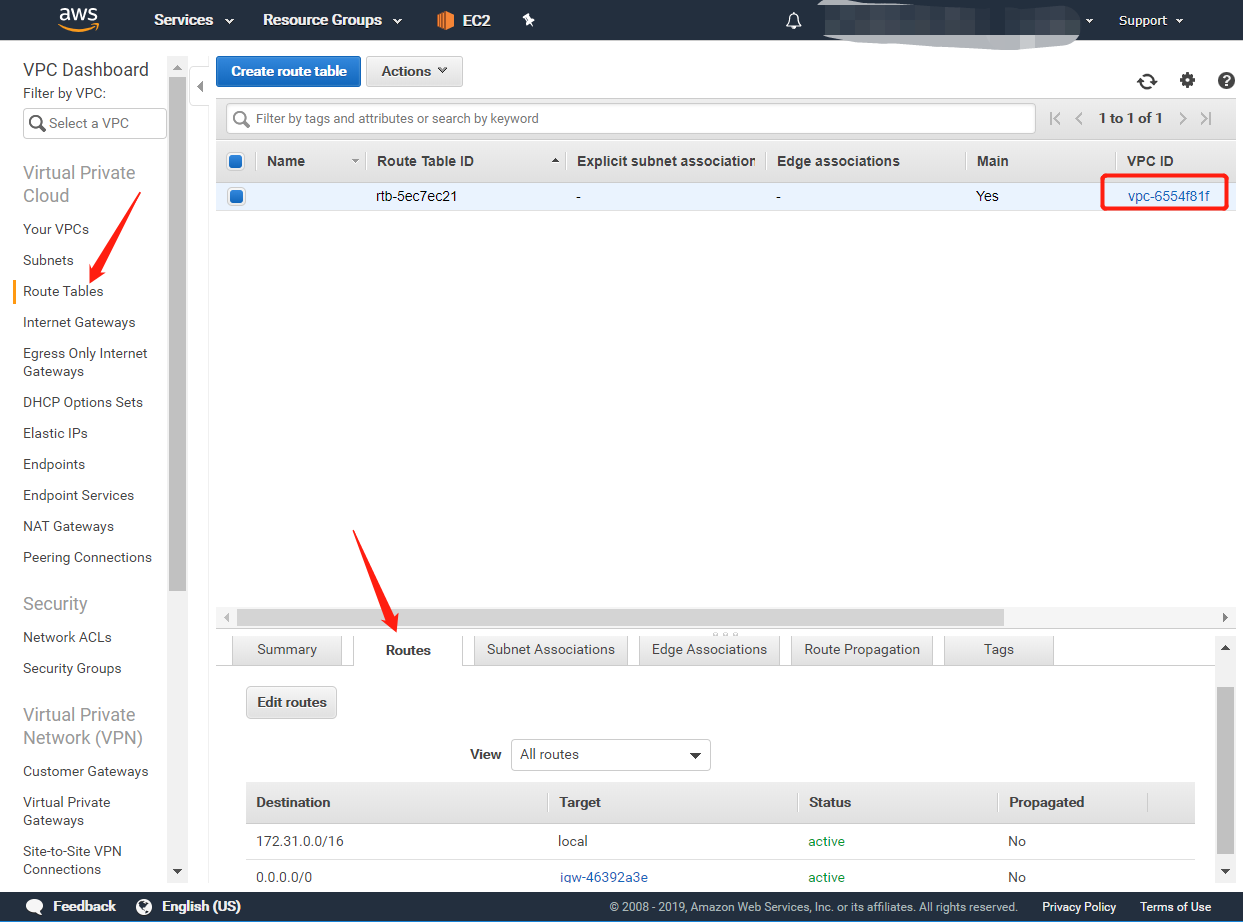 aws
Services
Resource Groups
EC2
Support
VPC Dashboard
Filter by VPC:
Select a VPC
Virtual Private
Cloud
Your VPCs
Subnets
Route Tables
Internet Gateways
Egress Only Internet
Gateways
DHCP Options Sets
Elastic IPs
Endpoints
Endpoint Services
NAT Gateways
Peering Connections
Security
Network ACLs
Security Groups
Virtual Private
Network (VPN)
Customer Gateways
Virtual Private
Gateways
Site-to-Site VPN
Connections
Create route table
Actions
Filter by tags and attributes or search by keyword
1 to 1 of 1
Name Route Table ID Explicit subnet association Edge associations Main VPC ID
rtb-5ec7ec21 - - Yes vpc-6554f81f
Summary Routes Subnet Associations Edge Associations Route Propagation Tags
Edit routes
View All routes
Destination Target Status Propagated
172.31.0.0/16 local active No
0.0.0.0/0 igw-46392a3e active No
Feedback English (US) © 2008 - 2019, Amazon Web Services, Inc. or its affiliates. All rights reserved. Privacy Policy Terms of Use